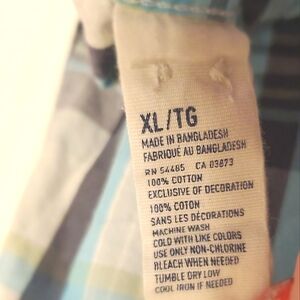 XL/TG
MADE IN BANGLADESH
FABRIQUÉ AU BANGLADESH
RN 54485 CA 03873
100% COTTON
EXCLUSIVE OF DECORATION
100% COTON
SANS LES DÉCORATIONS
MACHINE WASH
COLD WITH LIKE COLORS
USE ONLY NON-CHLORINE
BLEACH WHEN NEEDED
TUMBLE DRY LOW
COOL IRON IF NEEDED